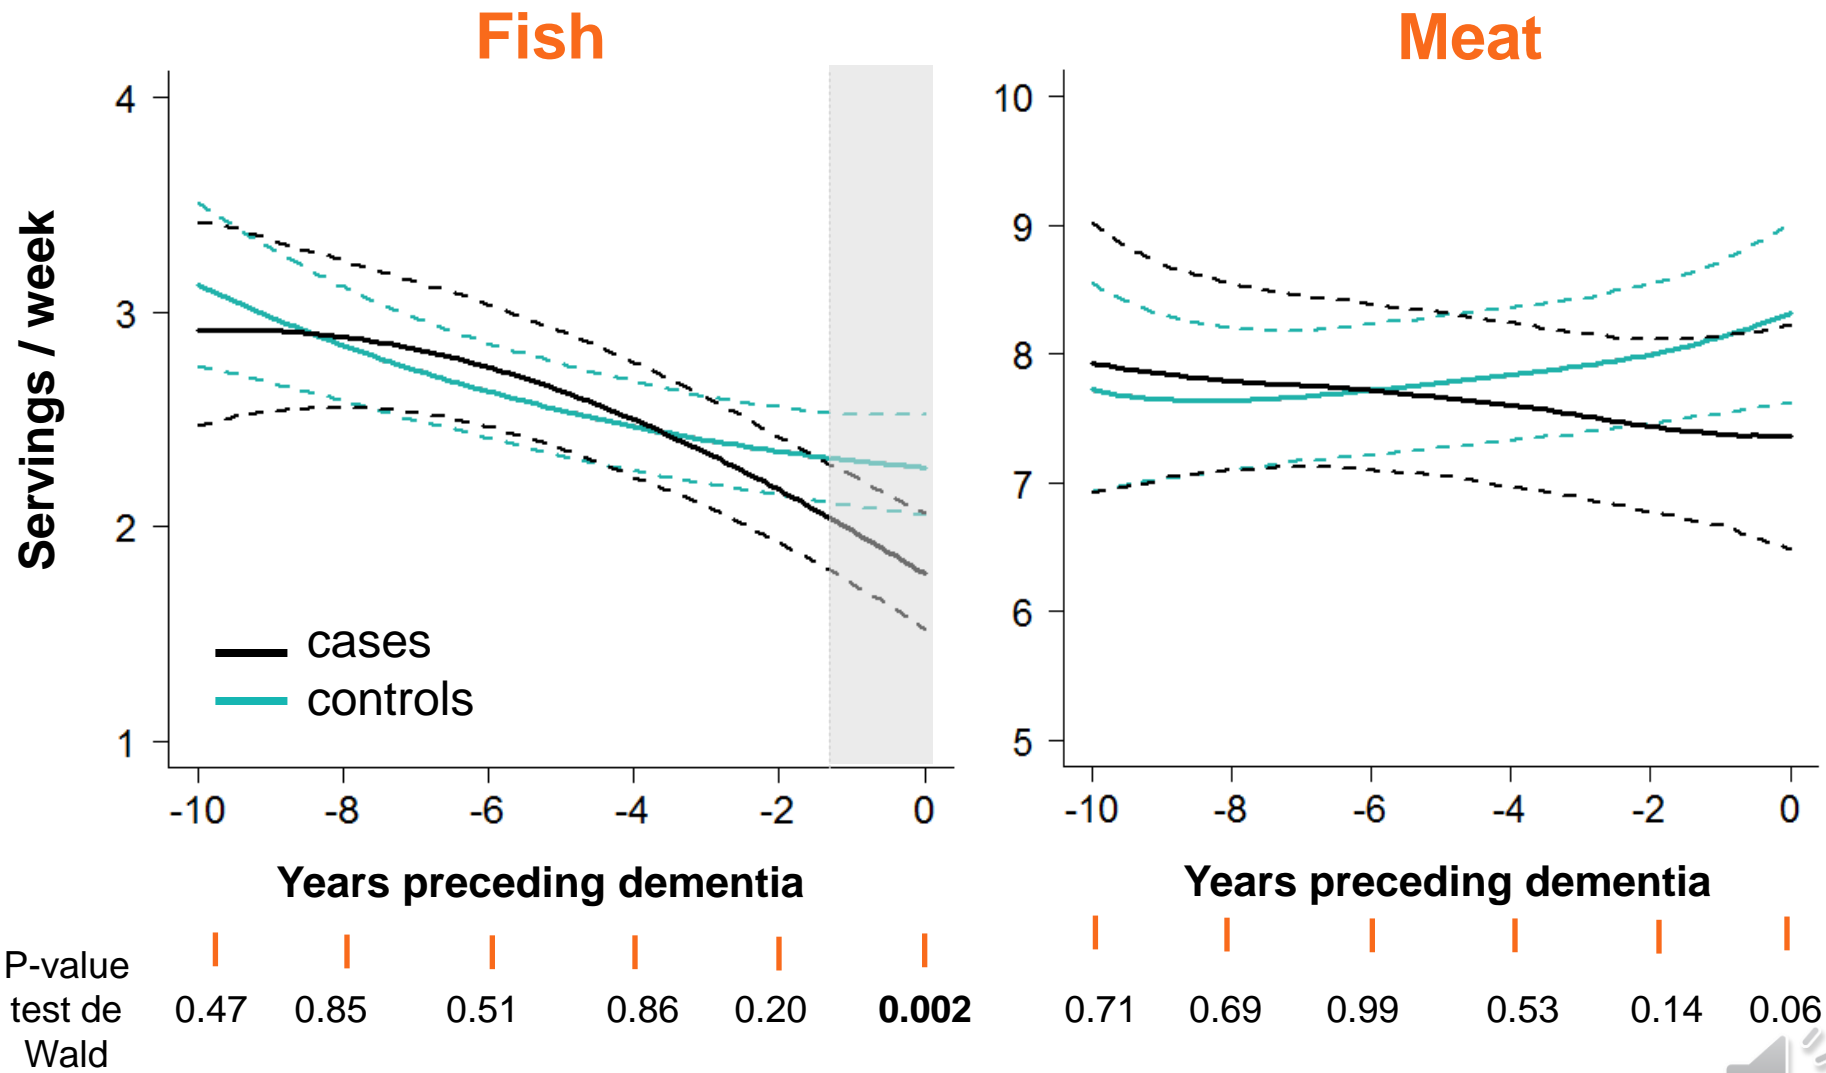 Fish
Meat
Servings / week
4
3
2
1
cases
controls
-10 -8 -6 -4 -2 0
Years preceding dementia
10
9
8
7
6
5
-10 -8 -6 -4 -2 0
Years preceding dementia
P-value
test de
Wald
0.47 0.85 0.51 0.86 0.20 0.002
0.71 0.69 0.99 0.53 0.14 0.06